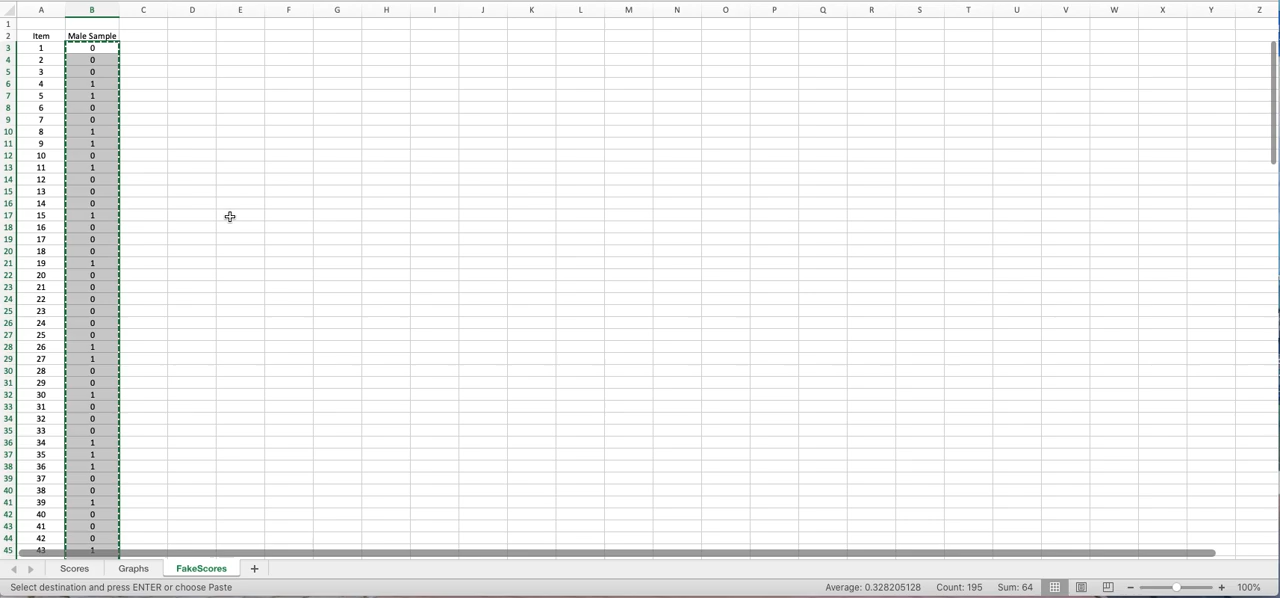 A B C D E F G H I J K L M N O P Q R S T U V W X Y Z
1
2 Item Male Sample
3 1 0
4 2 0
5 3 0
6 4 1
7 5 1
8 6 0
9 7 0
10 8 1
11 9 1
12 10 0
13 11 1
14 12 0
15 13 0
16 14 0
17 15 1
18 16 0
19 17 0
20 18 0
21 19 1
22 20 0
23 21 0
24 22 0
25 23 0
26 24 0
27 25 0
28 26 1
29 27 1
30 28 0
31 29 0
32 30 1
33 31 0
34 32 0
35 33 0
36 34 1
37 35 1
38 36 1
39 37 0
40 38 0
41 39 1
42 40 0
43 41 0
44 42 0
45 43 1
Scores Graphs FakeScores +
Select destination and press ENTER or choose Paste Average: 0.328205128 Count: 195 Sum: 64 − + 100%